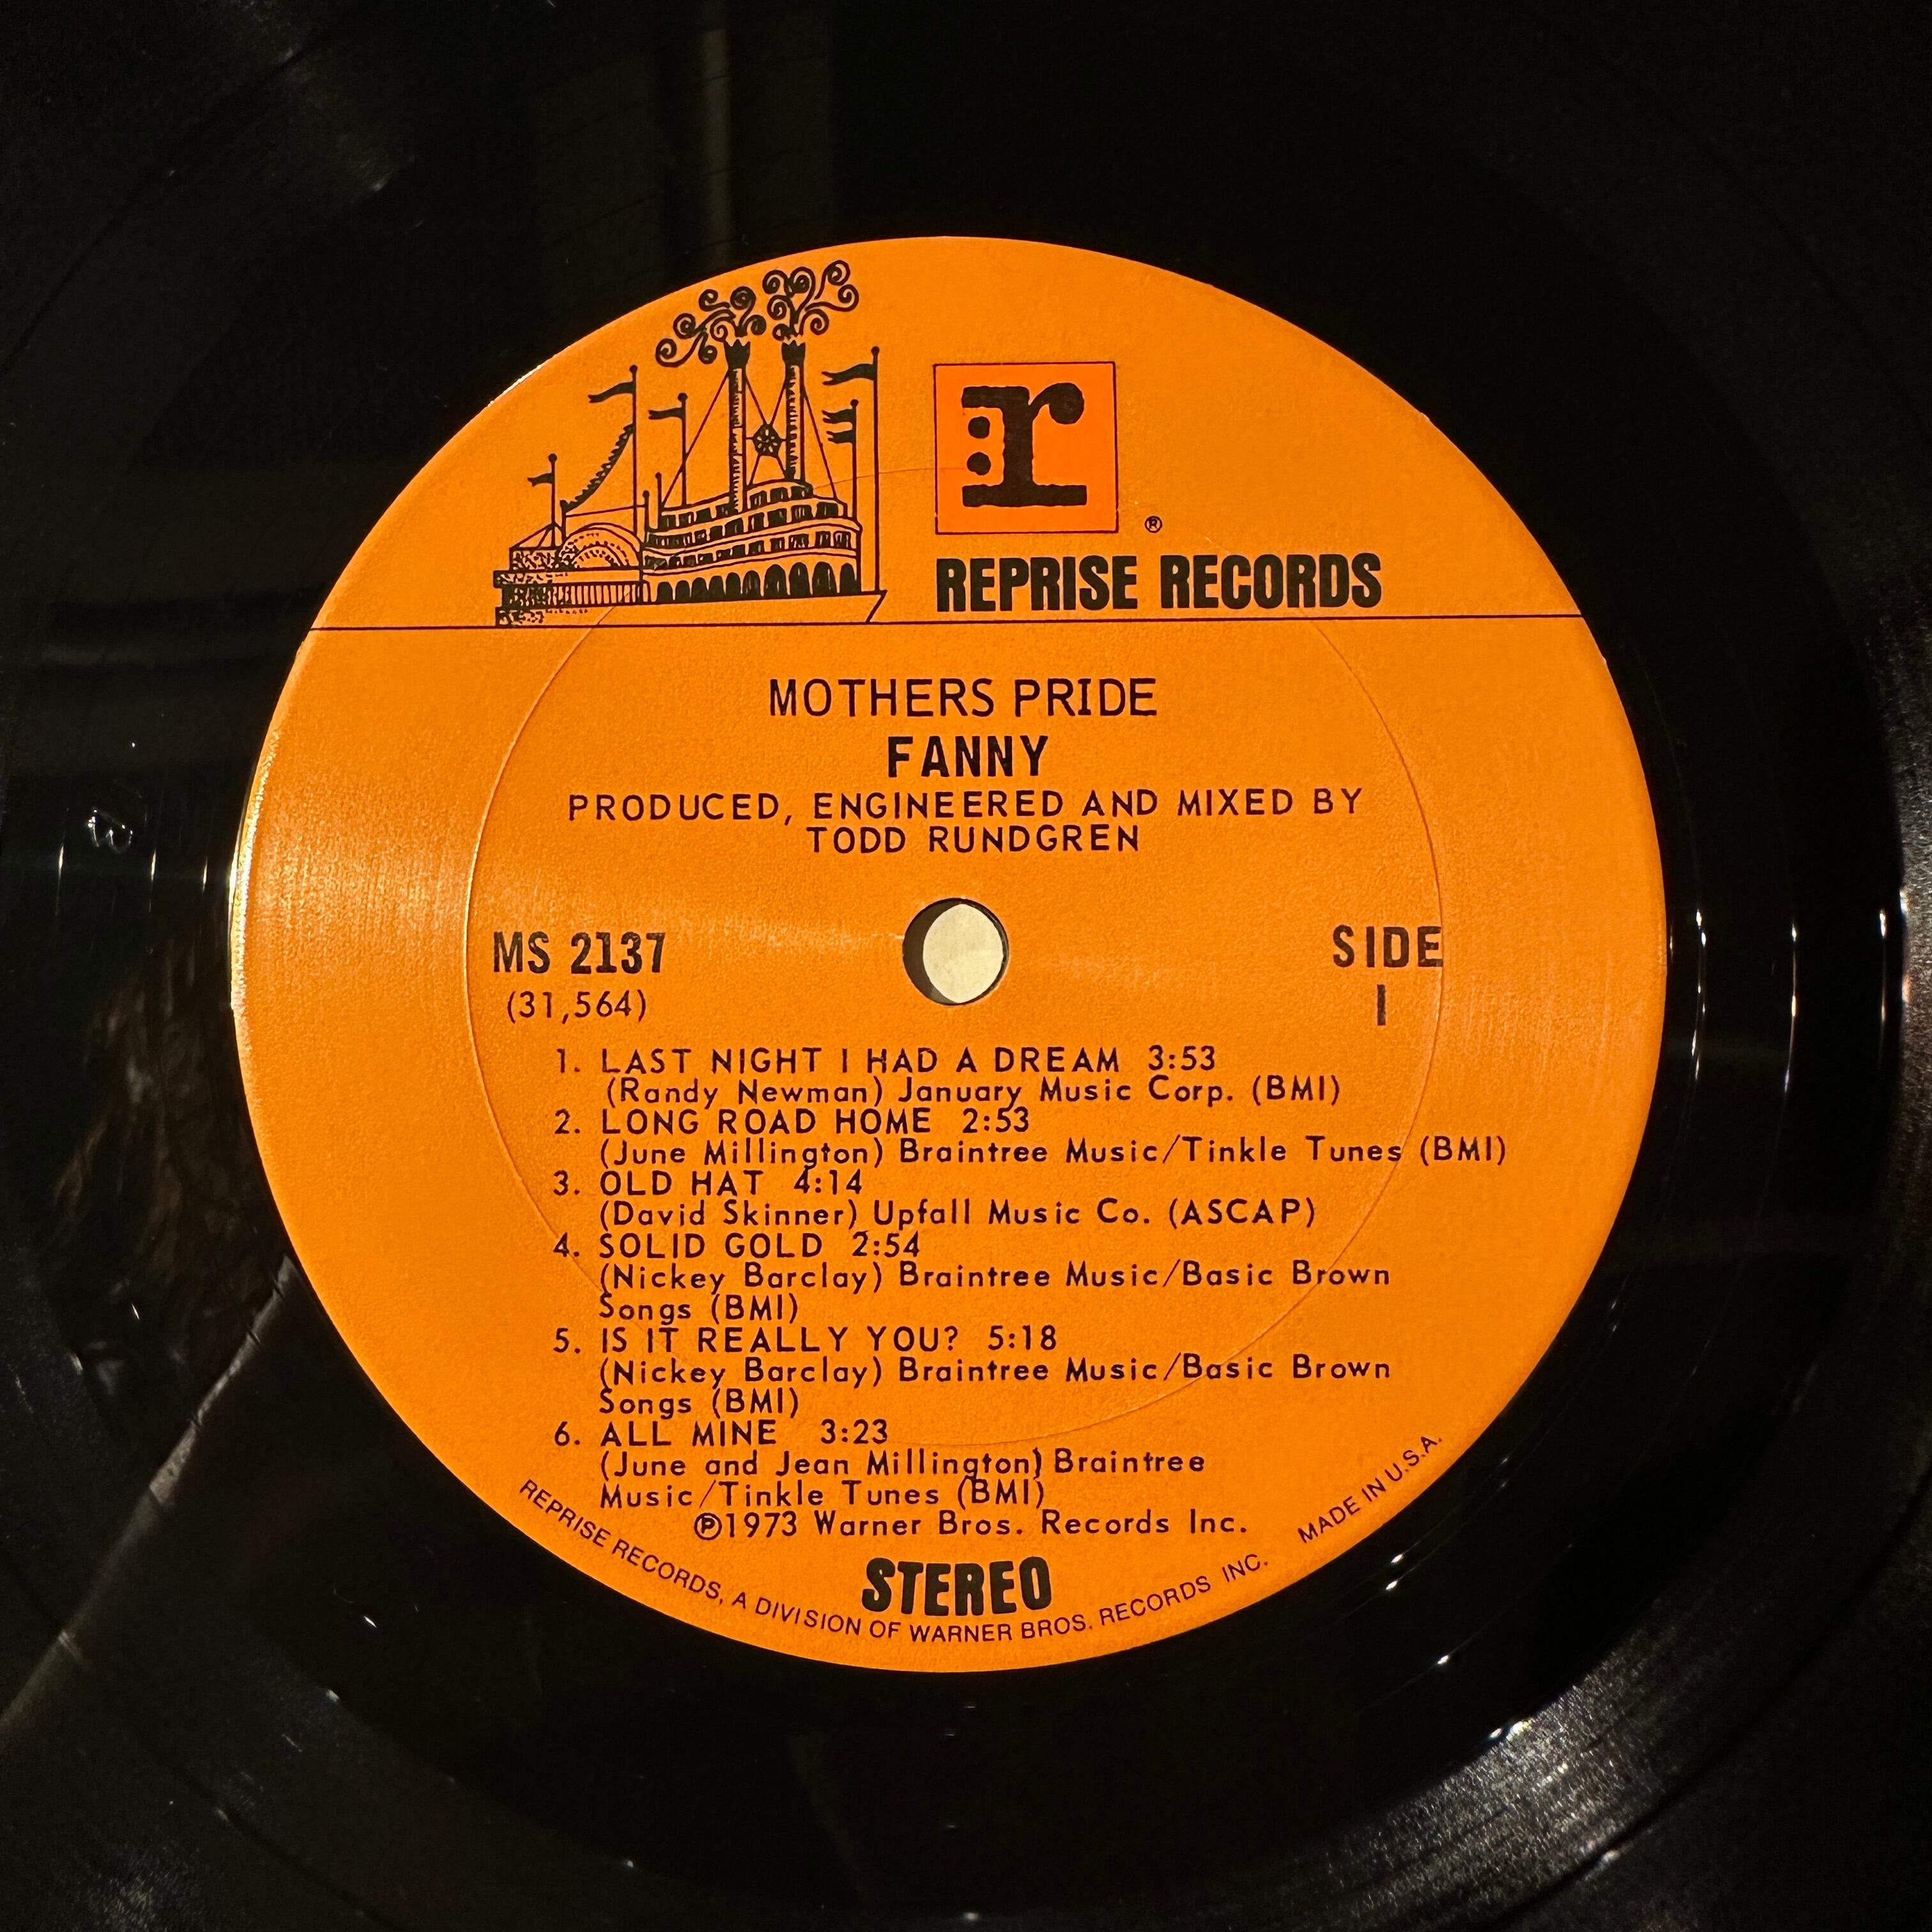 r:
®
REPRISE RECORDS
MOTHERS PRIDE
FANNY
PRODUCED, ENGINEERED AND MIXED BY
TODD RUNDGREN
MS 2137
(31,564)
SIDE
1
1. LAST NIGHT I HAD A DREAM 3:53
(Randy Newman) January Music Corp. (BMI)
2. LONG ROAD HOME 2:53
(June Millington) Braintree Music/Tinkle Tunes (BMI)
3. OLD HAT 4:14
(David Skinner) Upfall Music Co. (ASCAP)
4. SOLID GOLD 2:54
(Nickey Barclay) Braintree Music/Basic Brown
Songs (BMI)
5. IS IT REALLY YOU? 5:18
(Nickey Barclay) Braintree Music/Basic Brown
Songs (BMI)
6. ALL MINE 3:23
(June and Jean Millington) Braintree
Music/Tinkle Tunes (BMI)
℗1973 Warner Bros. Records Inc.
STEREO
REPRISE RECORDS, A DIVISION OF WARNER BROS. RECORDS INC. MADE IN U.S.A.